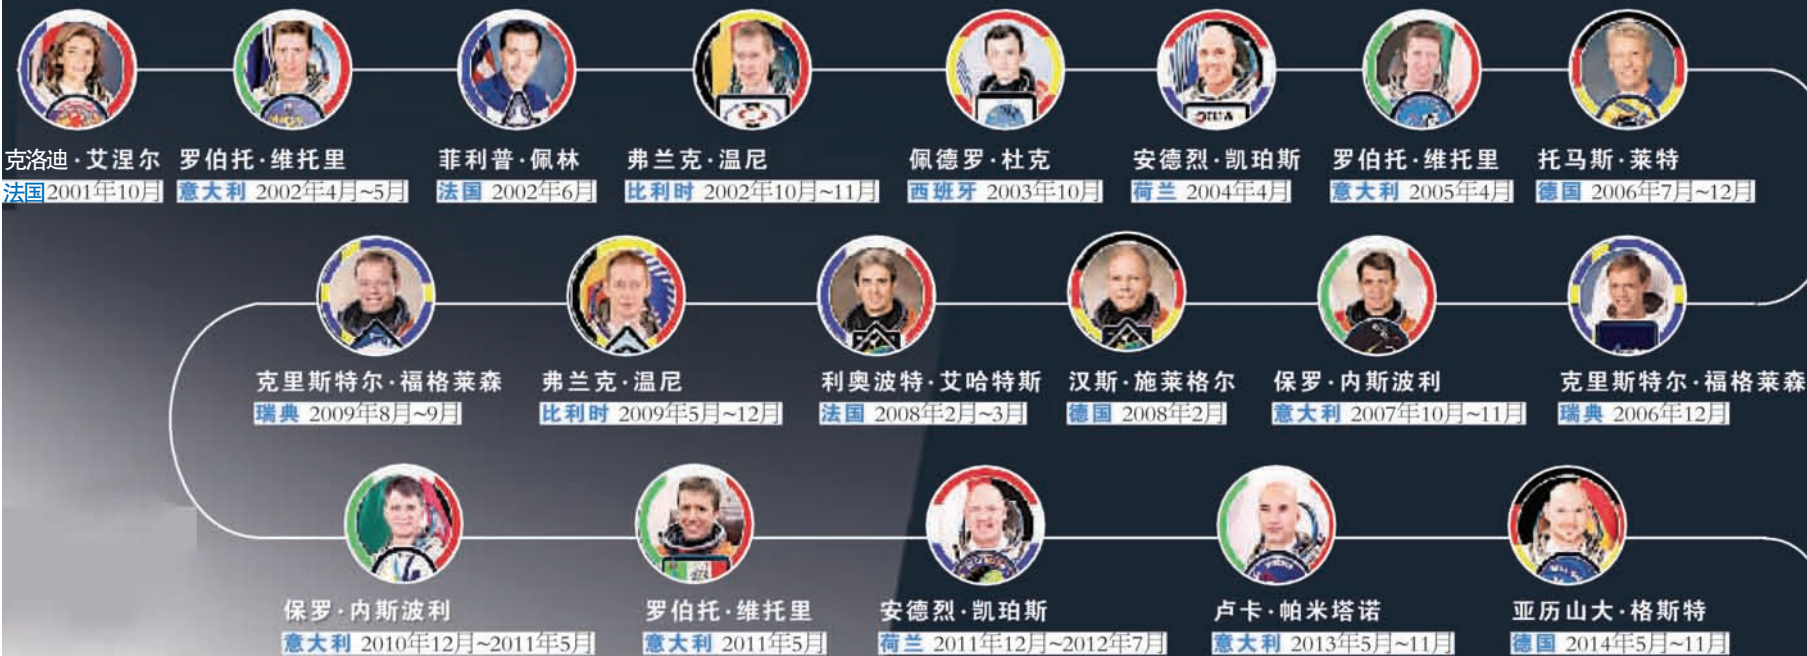 克洛迪·艾涅尔
法国 2001年10月
罗伯托·维托里
意大利 2002年4月~5月
菲利普·佩林
法国 2002年6月
弗兰克·温尼
比利时 2002年10月~11月
佩德罗·杜克
西班牙 2003年10月
安德烈·凯珀斯
荷兰 2004年4月
罗伯托·维托里
意大利 2005年4月
托马斯·莱特
德国 2006年7月~12月
克里斯特尔·福格莱森
瑞典 2009年8月~9月
弗兰克·温尼
比利时 2009年5月~12月
利奥波特·艾哈特斯
法国 2008年2月~3月
汉斯·施莱格尔
德国 2008年2月
保罗·内斯波利
意大利 2007年10月~11月
克里斯特尔·福格莱森
瑞典 2006年12月
保罗·内斯波利
意大利 2010年12月~2011年5月
罗伯托·维托里
意大利 2011年5月
安德烈·凯珀斯
荷兰 2011年12月~2012年7月
卢卡·帕米塔诺
意大利 2013年5月~11月
亚历山大·格斯特
德国 2014年5月~11月